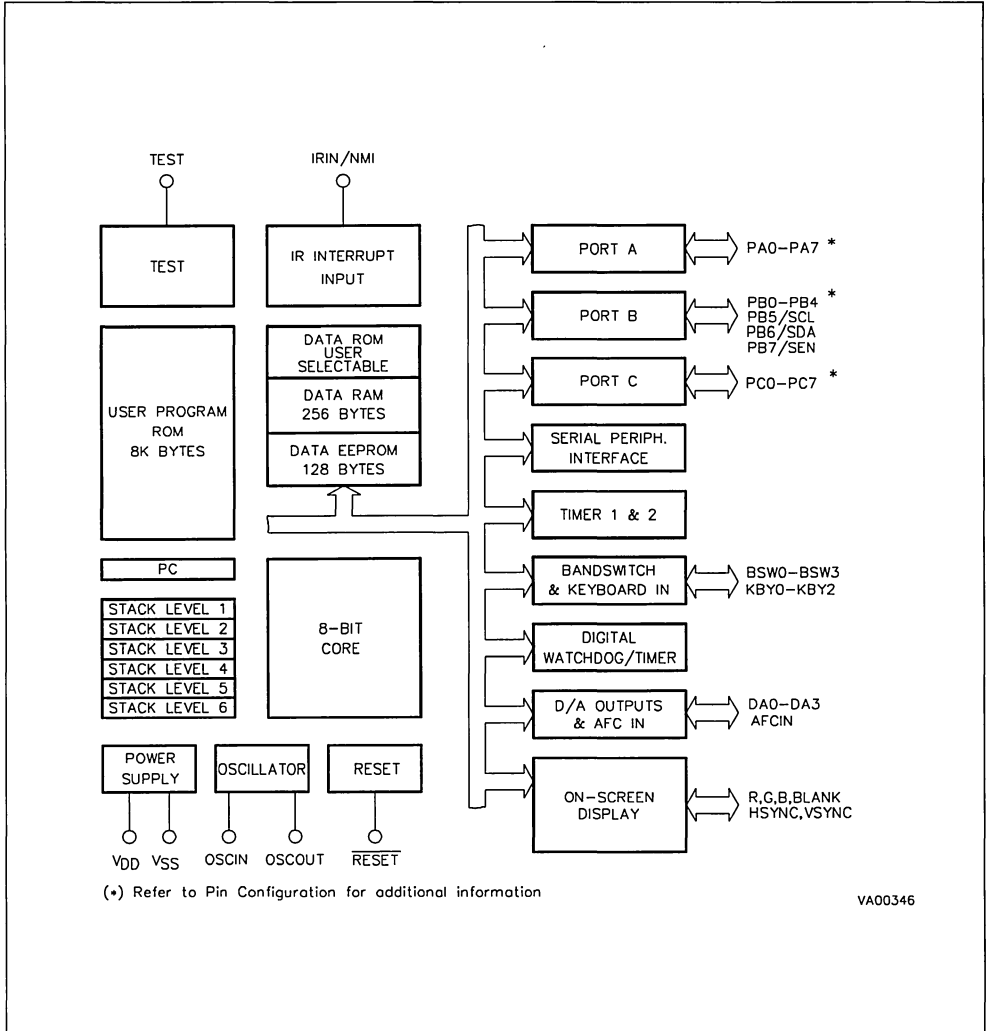 TEST
IRIN/NMI
TEST
IR INTERRUPT
INPUT
USER PROGRAM
ROM
8K BYTES
DATA ROM
USER
SELECTABLE
DATA RAM
256 BYTES
DATA EEPROM
128 BYTES
PC
STACK LEVEL 1
STACK LEVEL 2
STACK LEVEL 3
STACK LEVEL 4
STACK LEVEL 5
STACK LEVEL 6
8-BIT
CORE
POWER
SUPPLY
OSCILLATOR
RESET
VDD
VSS
OSCIN
OSCOUT
RESET
PORT A
PA0-PA7 *
PORT B
PB0-PB4 *
PB5/SCL
PB6/SDA
PB7/SEN
PORT C
PC0-PC7 *
SERIAL PERIPH.
INTERFACE
TIMER 1 & 2
BANDSWITCH
& KEYBOARD IN
BSW0-BSW3
KBY0-KBY2
DIGITAL
WATCHDOG/TIMER
D/A OUTPUTS
& AFC IN
DA0-DA3
AFCIN
ON-SCREEN
DISPLAY
R,G,B,BLANK
HSYNC,VSYNC
(*) Refer to Pin Configuration for additional information
VA00346